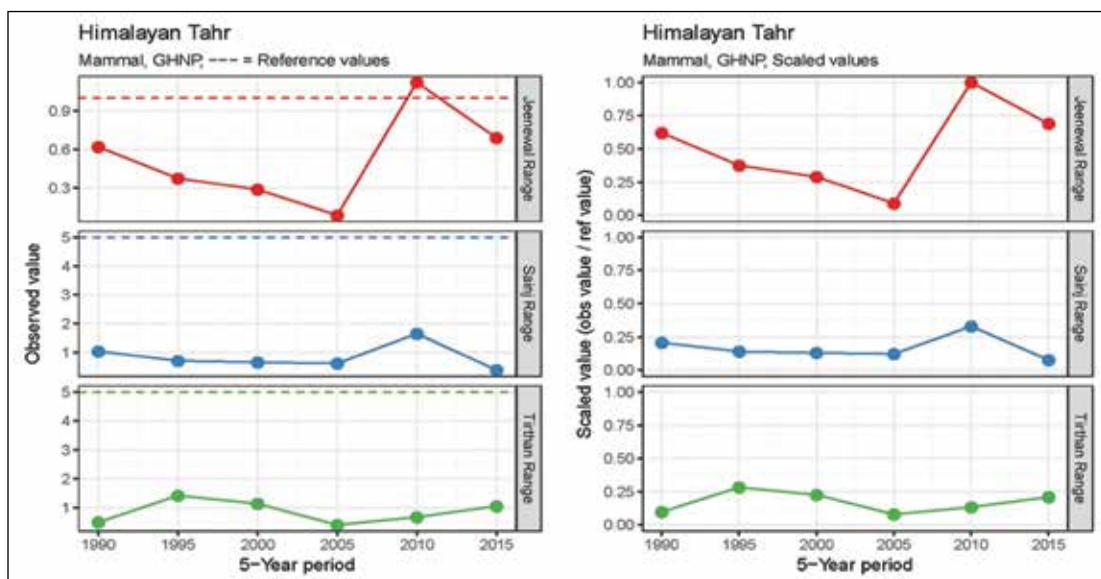 Himalayan Tahr
Mammal, GHNP, --- = Reference values
0.9
0.6
0.3
Jeenewal Range
5
4
3
2
1
Sainj Range
5
4
3
2
1
Tirthan Range
1990 1995 2000 2005 2010 2015
5-Year period
Observed value
Himalayan Tahr
Mammal, GHNP, Scaled values
1.00
0.75
0.50
0.25
0.00
Jeenewal Range
1.00
0.75
0.50
0.25
0.00
Sainj Range
1.00
0.75
0.50
0.25
0.00
Tirthan Range
1990 1995 2000 2005 2010 2015
5-Year period
Scaled value (obs value / ref value)